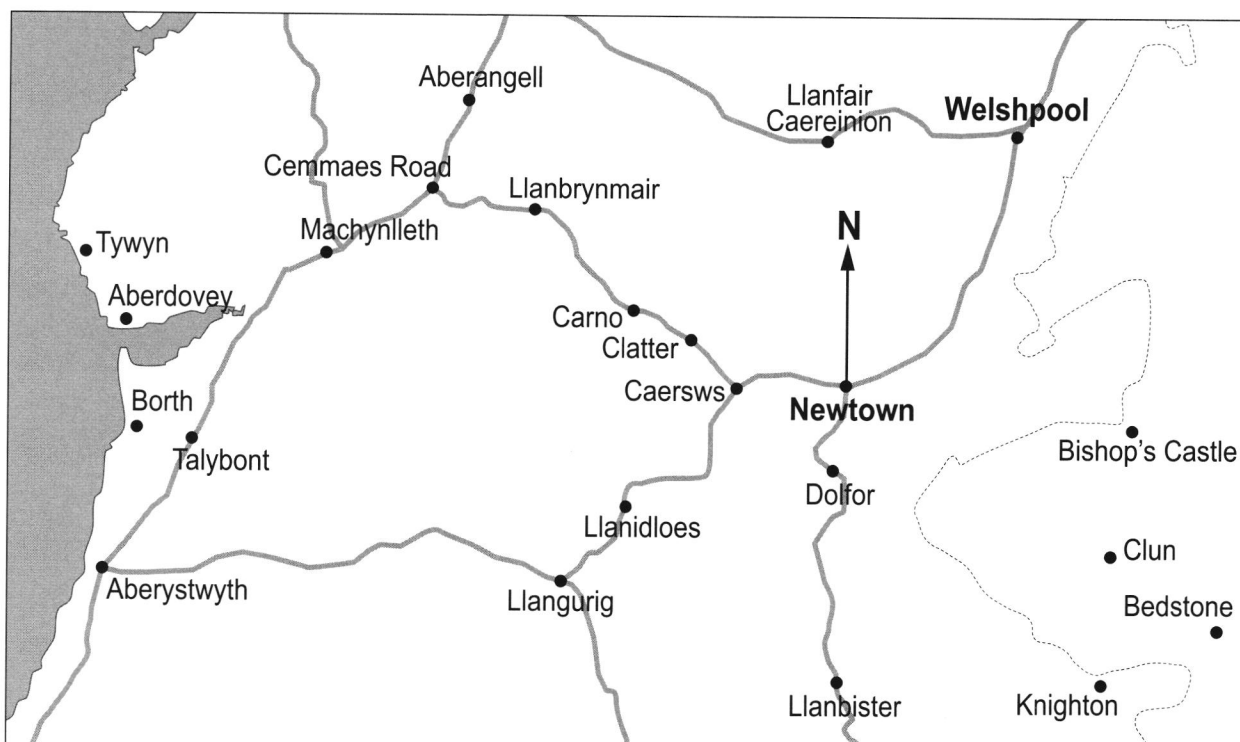 Aberangell
Llanfair
Caereinion
Welshpool
Cemmaes Road
Llanbrynmair
N
Machynlleth
Tywyn
Aberdovey
Carno
Clatter
Caersws
Newtown
Borth
Talybont
Bishop's Castle
Dolfor
Llanidloes
Clun
Aberystwyth
Llangurig
Bedstone
Llanbister
Knighton